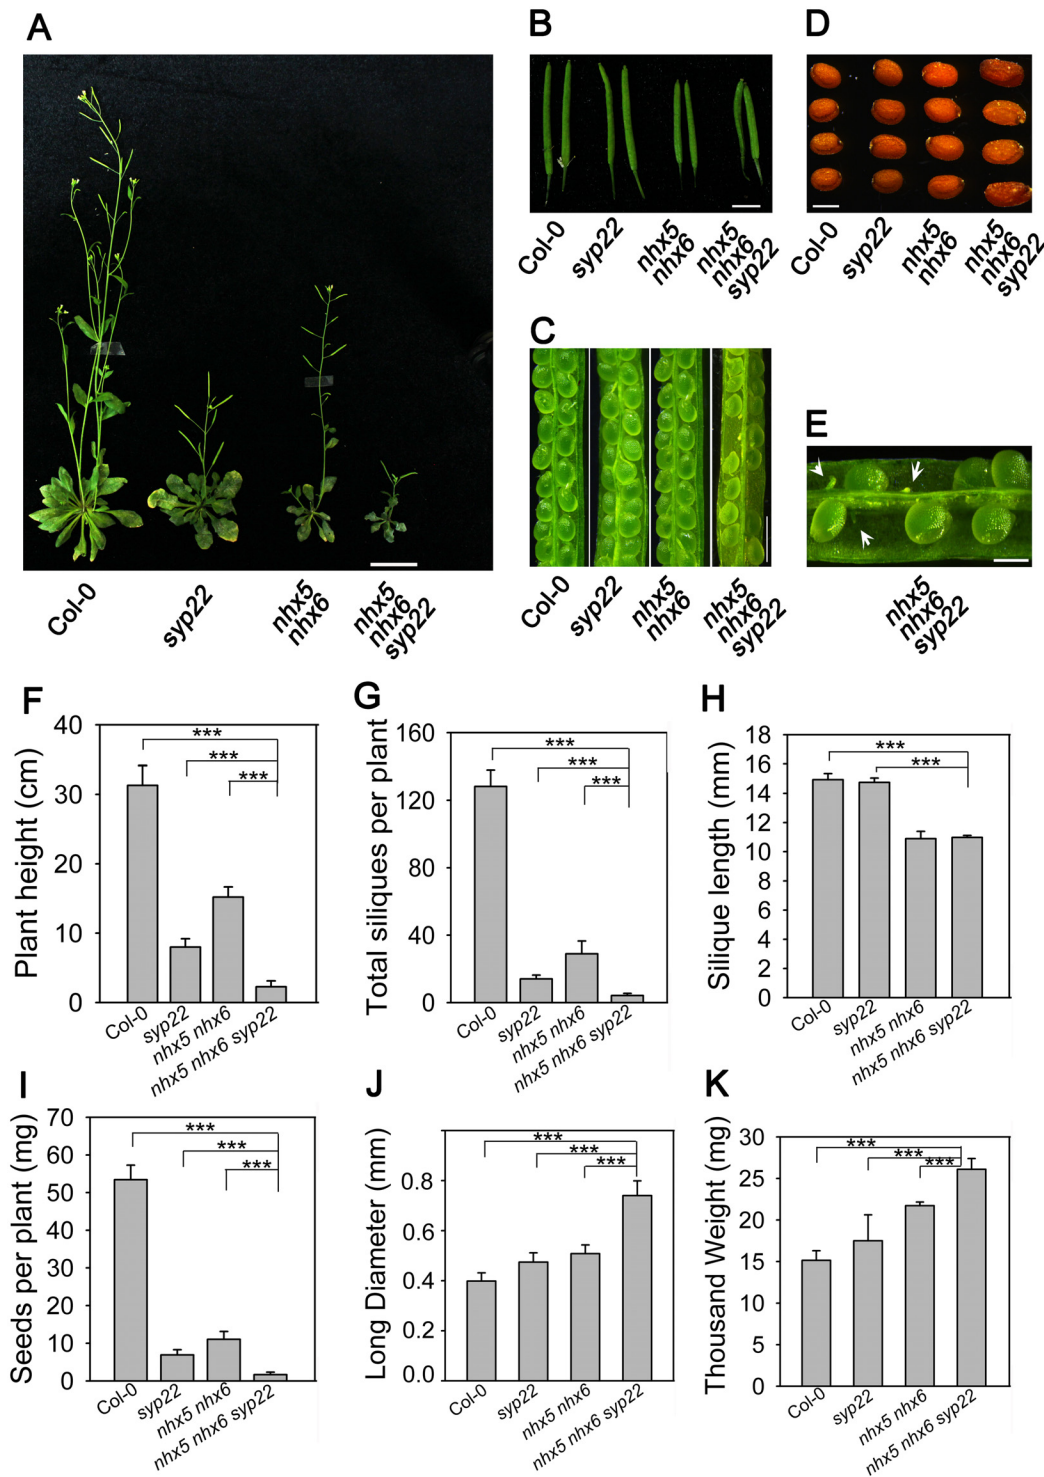 A
B
D
Col-0
syp22
nhx5
nhx6
nhx5
nhx6
syp22
Col-0
syp22
nhx5
nhx6
nhx5
nhx6
syp22
C
E
Col-0
syp22
nhx5
nhx6
nhx5
nhx6
syp22
Col-0
syp22
nhx5
nhx6
nhx5
nhx6
syp22
nhx5
nhx6
syp22
F
Plant height (cm)
40
30
20
10
0
***
***
***
Col-0
syp22
nhx5 nhx6
nhx5 nhx6 syp22
G
Total siliques per plant
160
120
80
40
0
***
***
***
Col-0
syp22
nhx5 nhx6
nhx5 nhx6 syp22
H
Silique length (mm)
18
16
14
12
10
8
6
4
2
0
***
***
Col-0
syp22
nhx5 nhx6
nhx5 nhx6 syp22
I
Seeds per plant (mg)
70
60
50
40
30
20
10
0
***
***
***
Col-0
syp22
nhx5 nhx6
nhx5 nhx6 syp22
J
Long Diameter (mm)
0.8
0.6
0.4
0.2
0.0
***
***
***
Col-0
syp22
nhx5 nhx6
nhx5 nhx6 syp22
K
Thousand Weight (mg)
30
25
20
15
10
5
0
***
***
***
Col-0
syp22
nhx5 nhx6
nhx5 nhx6 syp22